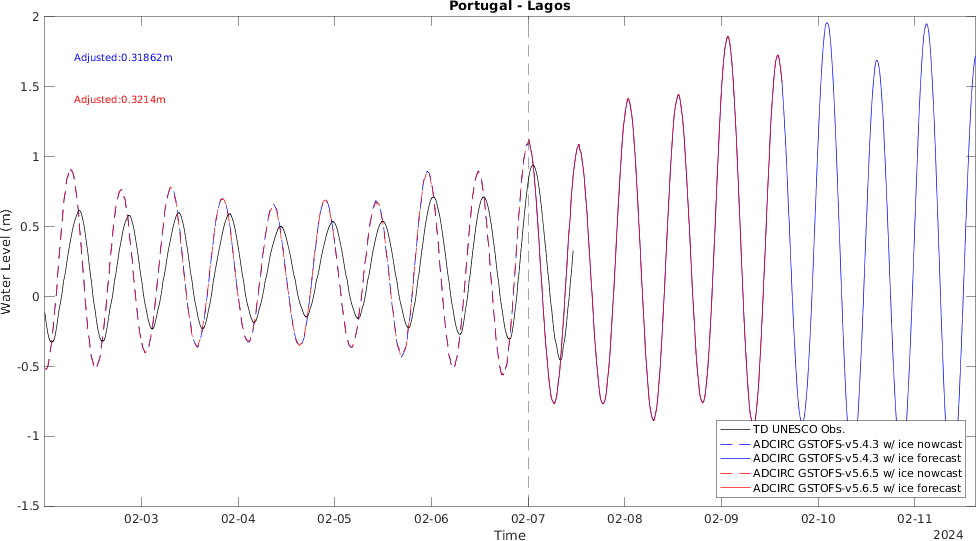 Portugal - Lagos
2
Adjusted:0.31862m
1.5
Adjusted:0.3214m
1
0.5
Water Level (m)
0
-0.5
-1
-1.5
TD UNESCO Obs.
ADCIRC GSTOFS-v5.4.3 w/ ice nowcast
ADCIRC GSTOFS-v5.4.3 w/ ice forecast
ADCIRC GSTOFS-v5.6.5 w/ ice nowcast
ADCIRC GSTOFS-v5.6.5 w/ ice forecast
02-03 02-04 02-05 02-06 02-07 02-08 02-09 02-10 02-11
Time
2024